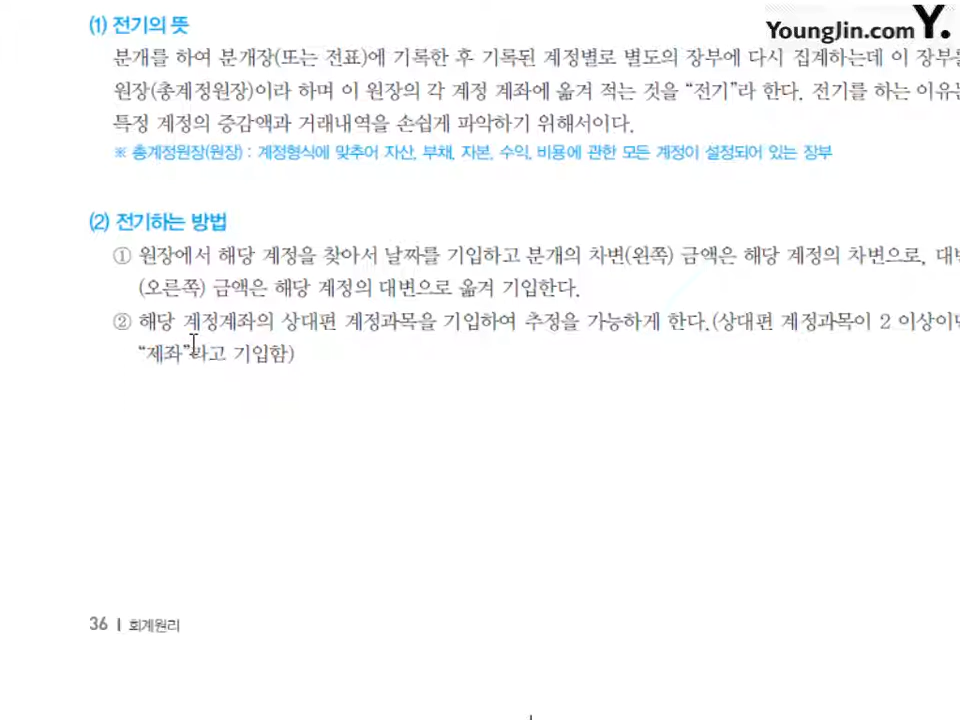 (1) 전기의 뜻
YoungJin.com Y.
분개를 하여 분개장(또는 전표)에 기록한 후 기록된 계정별로 별도의 장부에 다시 집계하는데 이 장부를
원장(총계정원장)이라 하며 이 원장의 각 계정 계좌에 옮겨 적는 것을 “전기”라 한다. 전기를 하는 이유는
특정 계정의 증감액과 거래내역을 손쉽게 파악하기 위해서이다.
※ 총계정원장(원장) : 계정형식에 맞추어 자산, 부채, 자본, 수익, 비용에 관한 모든 계정이 설정되어 있는 장부
(2) 전기하는 방법
① 원장에서 해당 계정을 찾아서 날짜를 기입하고 분개의 차변(왼쪽) 금액은 해당 계정의 차변으로, 대변
(오른쪽) 금액은 해당 계정의 대변으로 옮겨 기입한다.
② 해당 계정계좌의 상대편 계정과목을 기입하여 추정을 가능하게 한다.(상대편 계정과목이 2 이상이면
“제좌”라고 기입함)
36 | 회계원리